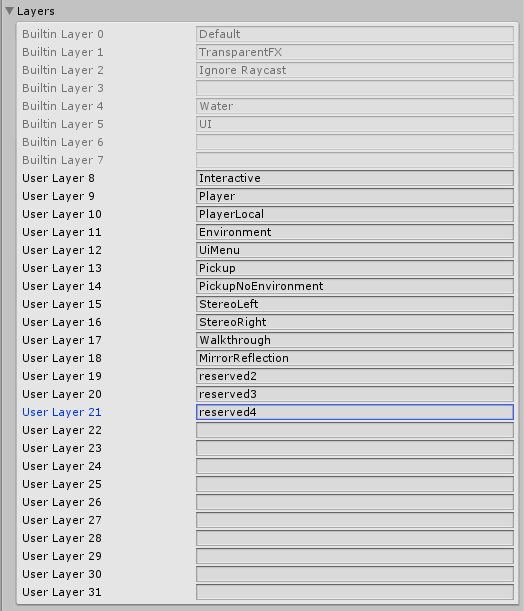 Layers
Builtin Layer 0 Default
Builtin Layer 1 TransparentFX
Builtin Layer 2 Ignore Raycast
Builtin Layer 3
Builtin Layer 4 Water
Builtin Layer 5 UI
Builtin Layer 6
Builtin Layer 7
User Layer 8 Interactive
User Layer 9 Player
User Layer 10 PlayerLocal
User Layer 11 Environment
User Layer 12 UiMenu
User Layer 13 Pickup
User Layer 14 PickupNoEnvironment
User Layer 15 StereoLeft
User Layer 16 StereoRight
User Layer 17 Walkthrough
User Layer 18 MirrorReflection
User Layer 19 reserved2
User Layer 20 reserved3
User Layer 21 reserved4
User Layer 22
User Layer 23
User Layer 24
User Layer 25
User Layer 26
User Layer 27
User Layer 28
User Layer 29
User Layer 30
User Layer 31